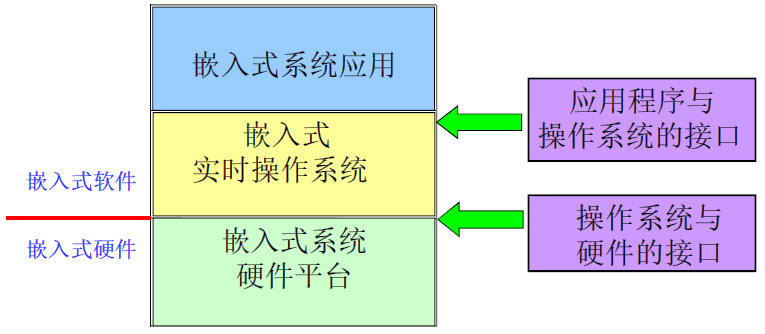 嵌入式系统应用
应用程序与
操作系统的接口
嵌入式
实时操作系统
嵌入式软件
嵌入式硬件
操作系统与
硬件的接口
嵌入式系统
硬件平台